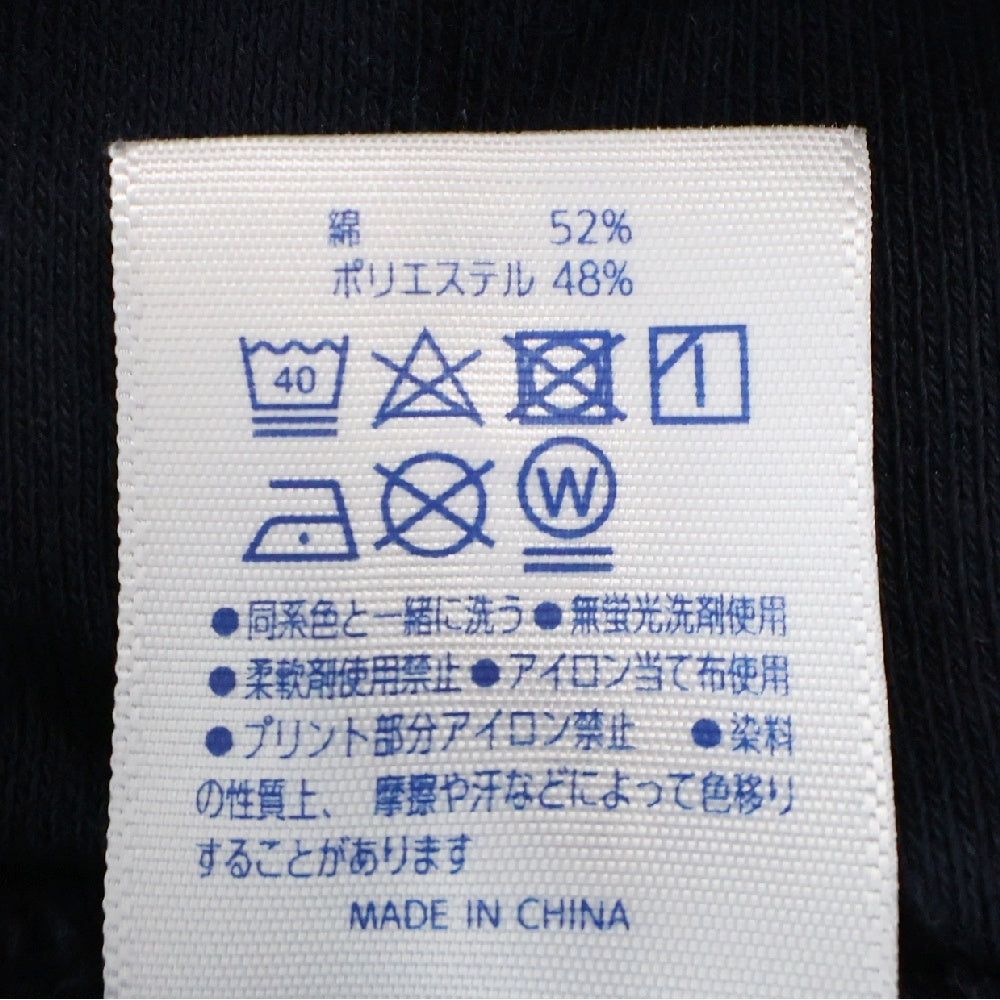 綿 52%
ポリエステル 48%
40
W
●同系色と一緒に洗う●無蛍光洗剤使用
●柔軟剤使用禁止●アイロン当て布使用
●プリント部分アイロン禁止 ●染料
の性質上、 摩擦や汗などによって色移り
することがあります
MADE IN CHINA